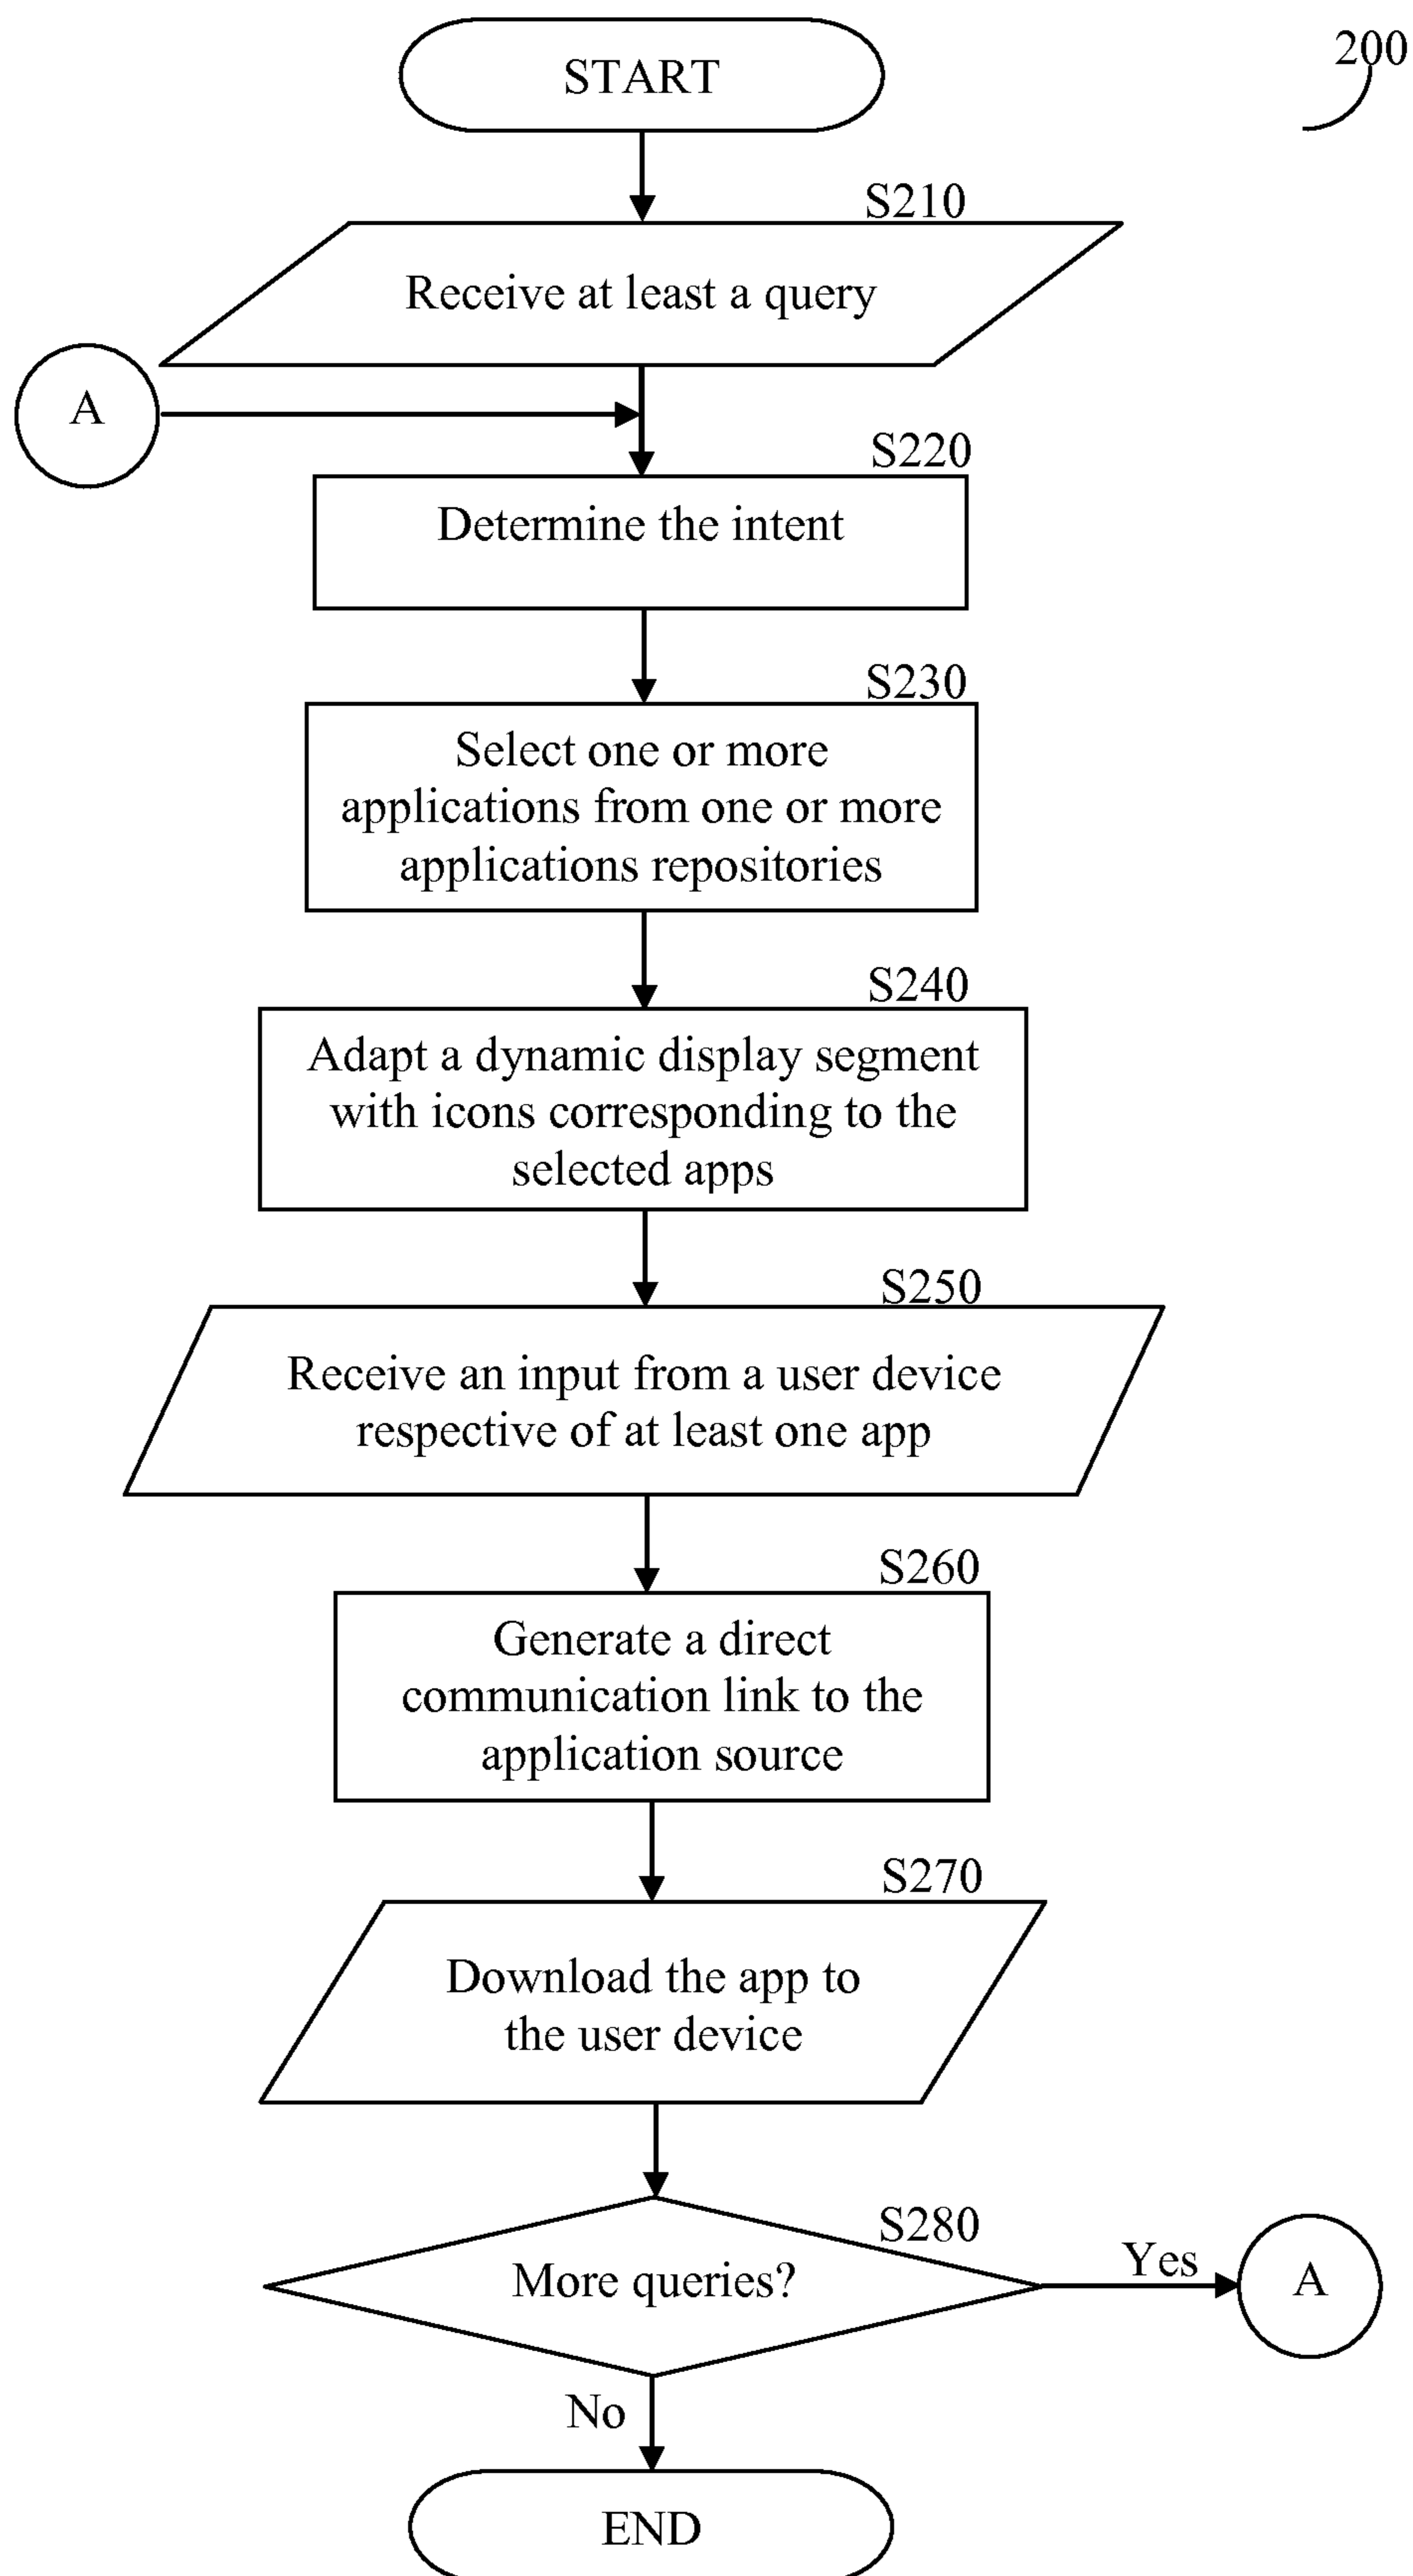 START
200
S210
Receive at least a query
A
S220
Determine the intent
S230
Select one or more
applications from one or more
applications repositories
S240
Adapt a dynamic display segment
with icons corresponding to the
selected apps
S250
Receive an input from a user device
respective of at least one app
S260
Generate a direct
communication link to the
application source
S270
Download the app to
the user device
S280
More queries?
Yes
A
No
END